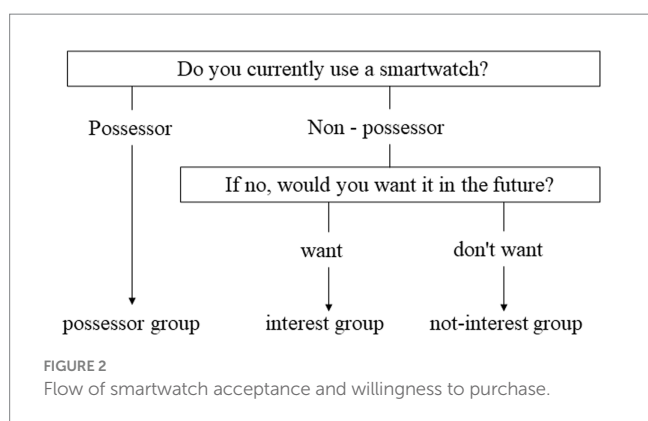 Do you currently use a smartwatch?
Possessor
Non - possessor
If no, would you want it in the future?
want
don't want
possessor group
interest group
not-interest group
FIGURE 2
Flow of smartwatch acceptance and willingness to purchase.